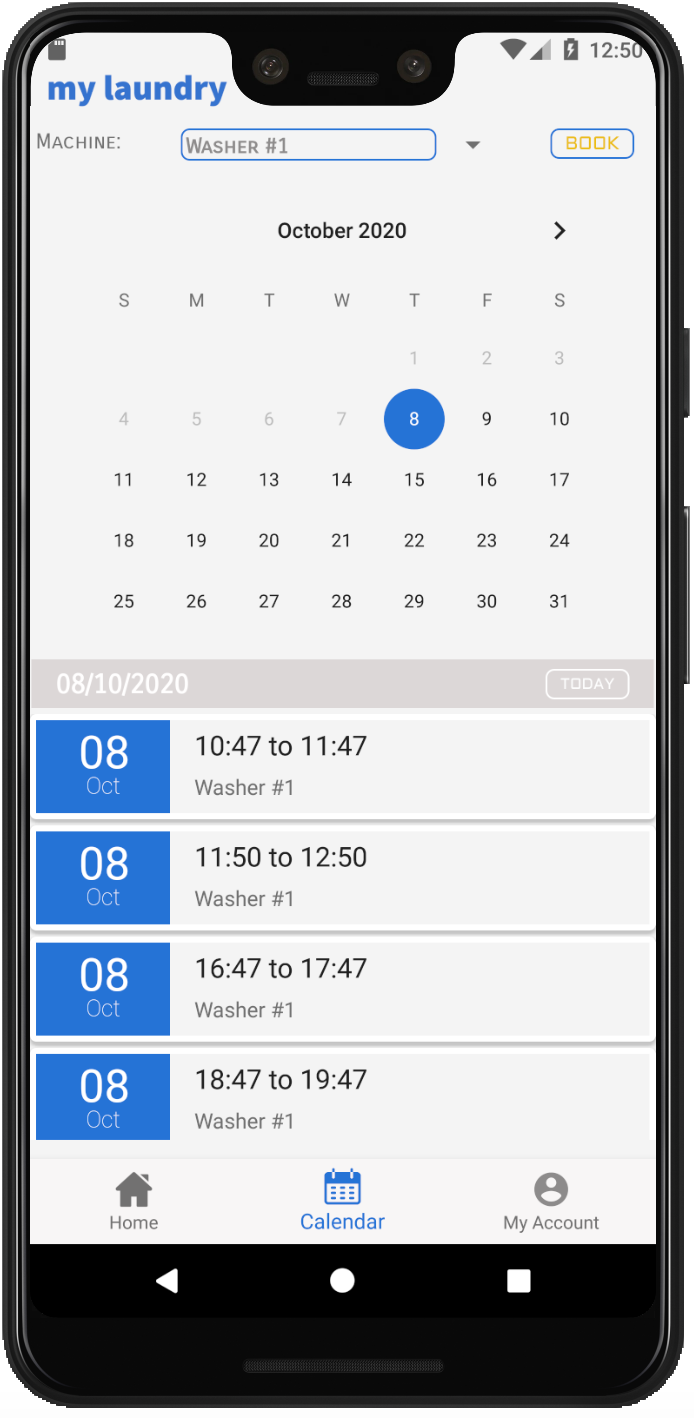 12:50
my laundry
MACHINE: WASHER #1 BOOK
October 2020
S M T W T F S
1 2 3
4 5 6 7 8 9 10
11 12 13 14 15 16 17
18 19 20 21 22 23 24
25 26 27 28 29 30 31
08/10/2020 TODAY
08 10:47 to 11:47
Oct Washer #1
08 11:50 to 12:50
Oct Washer #1
08 16:47 to 17:47
Oct Washer #1
08 18:47 to 19:47
Oct Washer #1
Home Calendar My Account